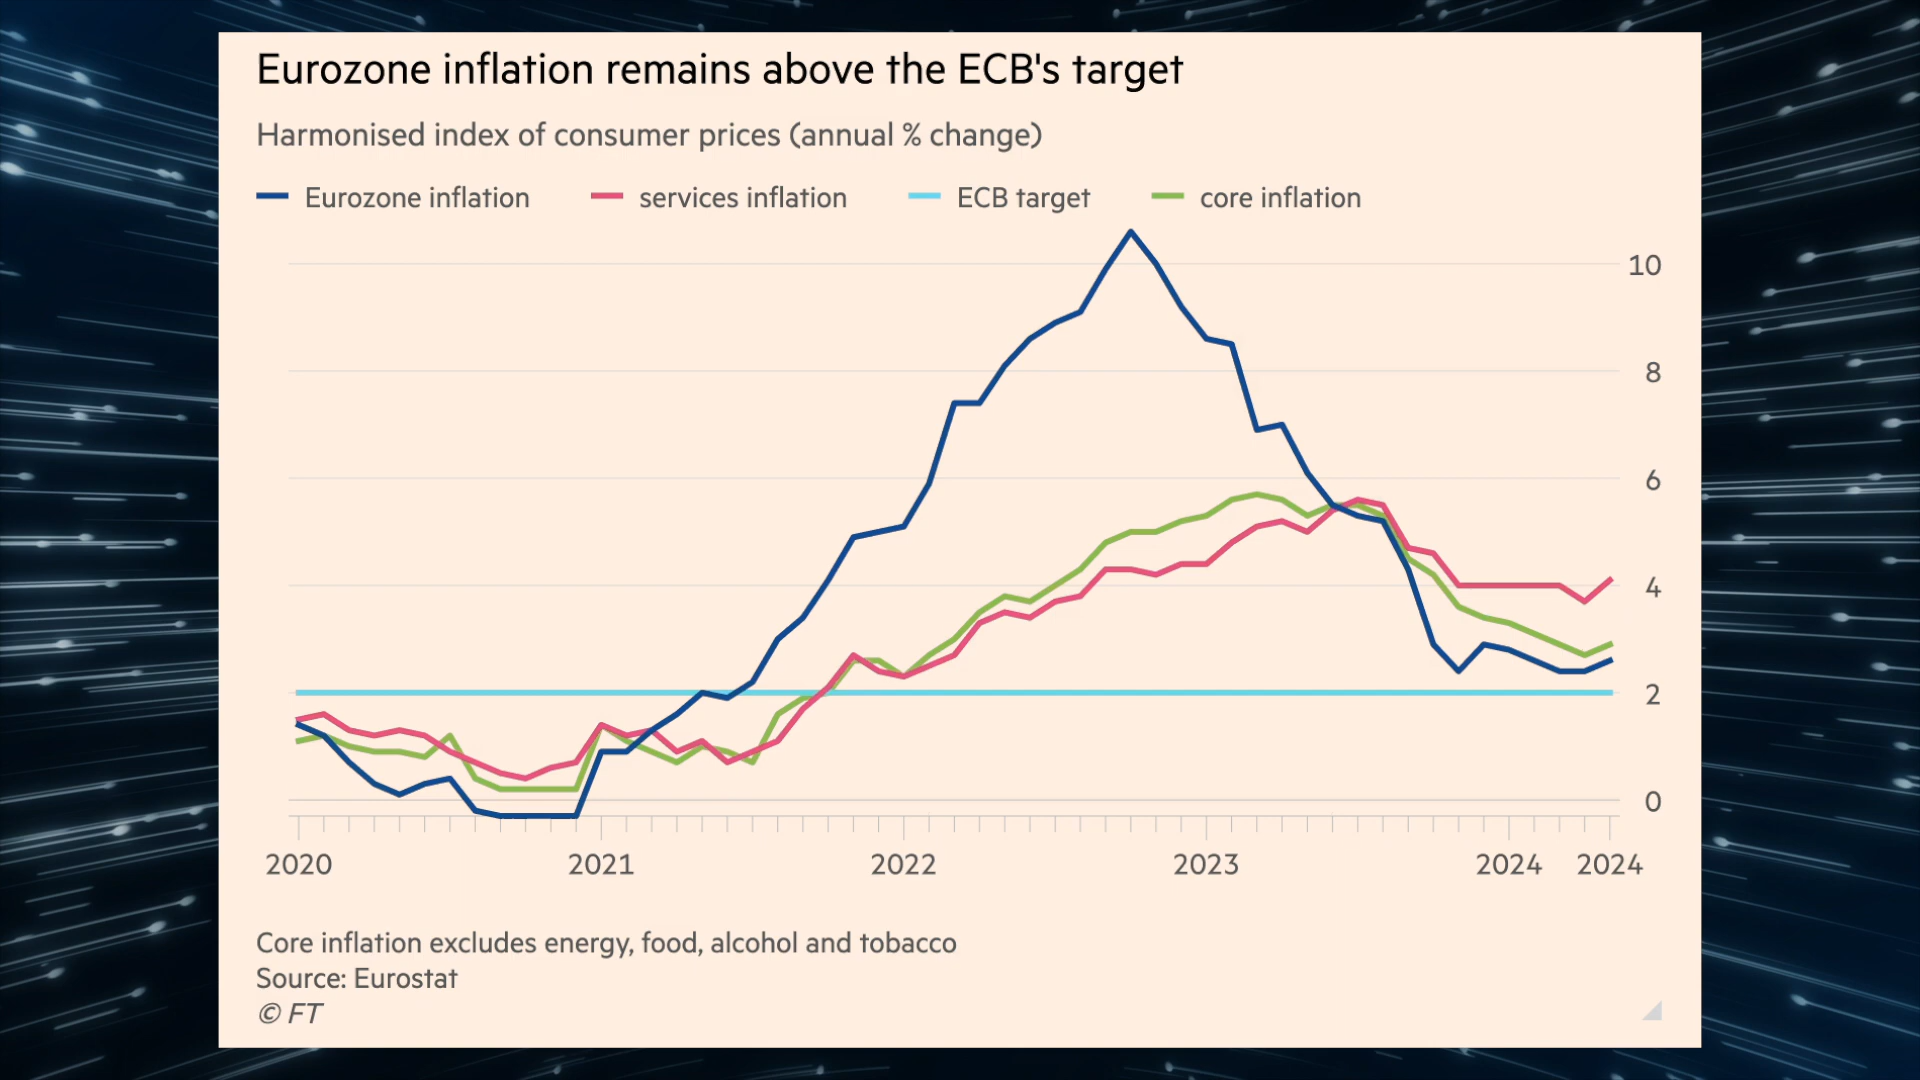 Eurozone inflation remains above the ECB's target
Harmonised index of consumer prices (annual % change)
Eurozone inflation services inflation ECB target core inflation
10
8
6
4
2
0
2020 2021 2022 2023 2024 2024
Core inflation excludes energy, food, alcohol and tobacco
Source: Eurostat
© FT